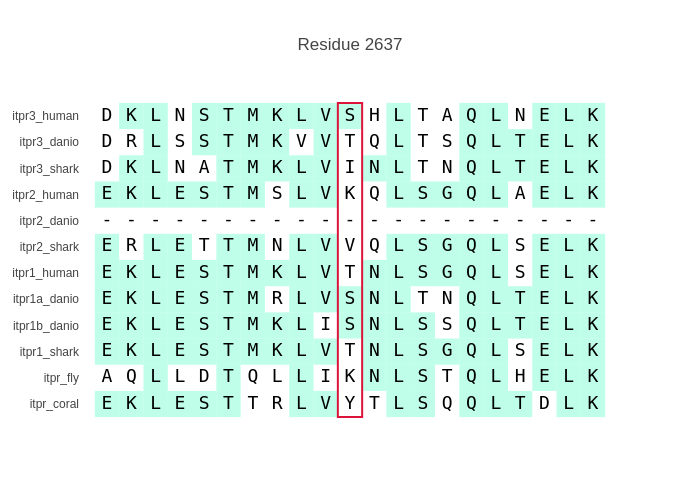 Residue 2637
itpr3_human D K L N S T M K L V S H L T A Q L N E L K
itpr3_danio D R L S S T M K V V T Q L T S Q L T E L K
itpr3_shark D K L N A T M K L V I N L T N Q L T E L K
itpr2_human E K L E S T M S L V K Q L S G Q L A E L K
itpr2_danio - - - - - - - - - - - - - - - - - - - - -
itpr2_shark E R L E T T M N L V V Q L S G Q L S E L K
itpr1_human E K L E S T M K L V T N L S G Q L S E L K
itpr1a_danio E K L E S T M R L V S N L T N Q L T E L K
itpr1b_danio E K L E S T M K L I S N L S S Q L T E L K
itpr1_shark E K L E S T M K L V T N L S G Q L S E L K
itpr_fly A Q L L D T Q L L I K N L S T Q L H E L K
itpr_coral E K L E S T T R L V Y T L S Q Q L T D L K